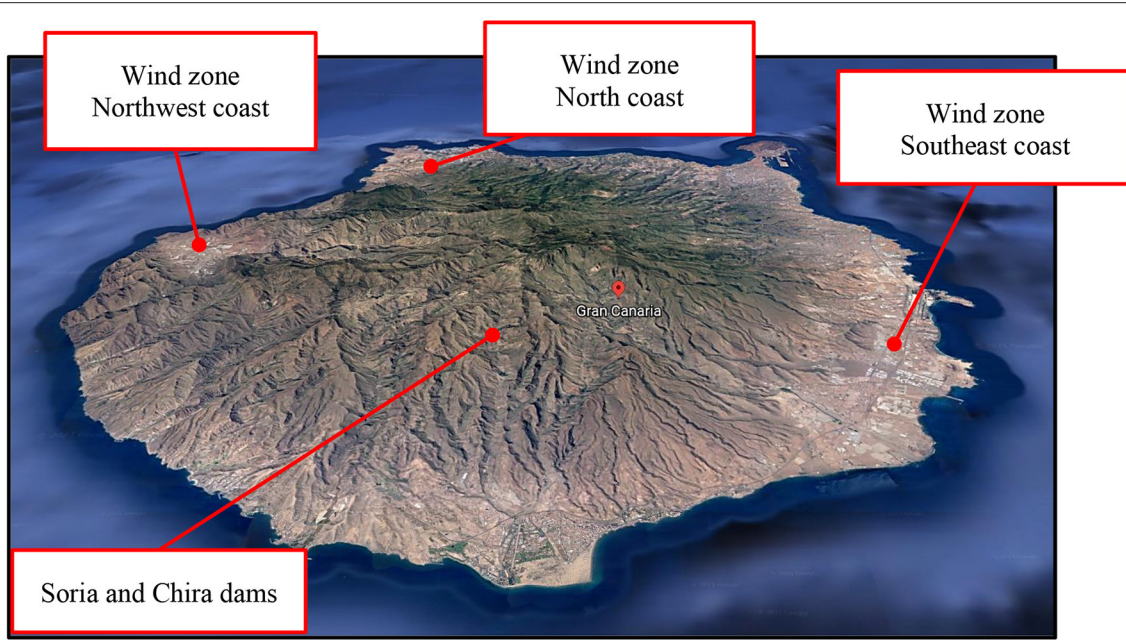 Wind zone
Northwest coast
Wind zone
North coast
Wind zone
Southeast coast
Gran Canaria
Soria and Chira dams